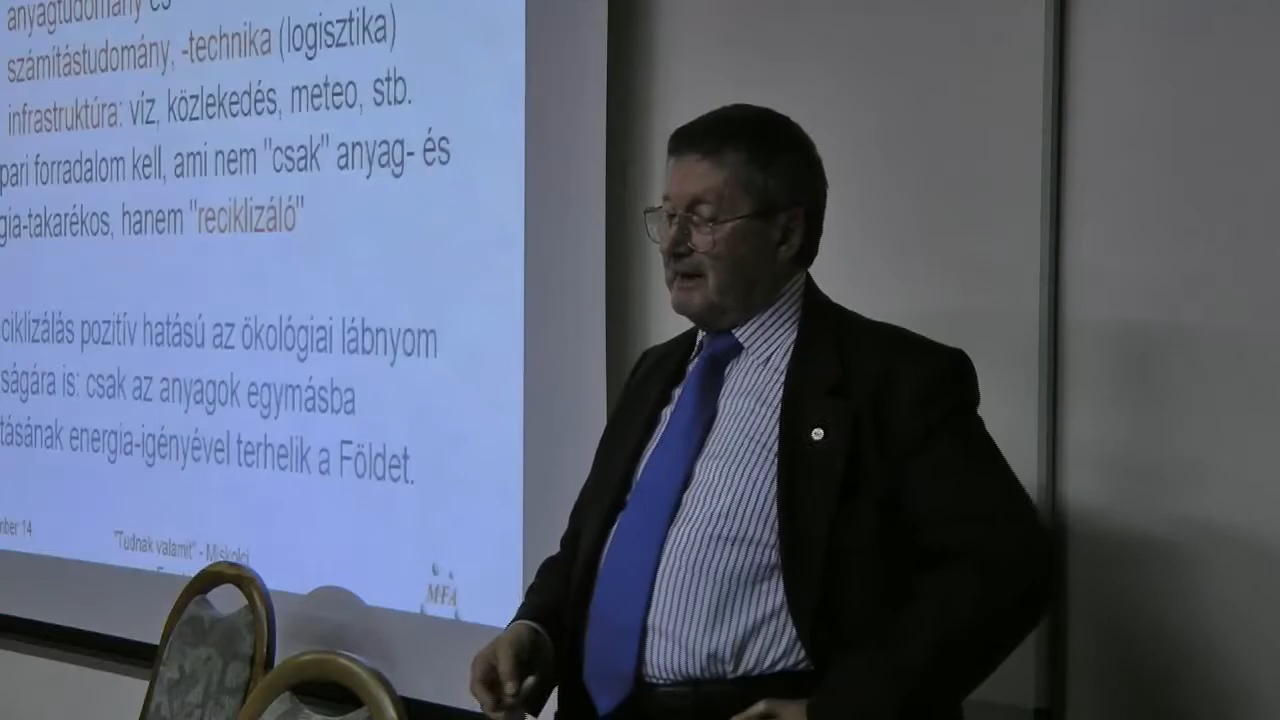 anyagtudomány és
számítástudomány, -technika (logisztika)
infrastruktúra: víz, közlekedés, meteo, stb.
pari forradalom kell, ami nem "csak" anyag- és
gia-takarékos, hanem "reciklizáló"
ciklizálás pozitív hatású az ökológiai lábnyom
ságára is: csak az anyagok egymásba
tásának energia-igényével terhelik a Földet.
mber 14
"Tudnak valamit" - Miskolci
MFA